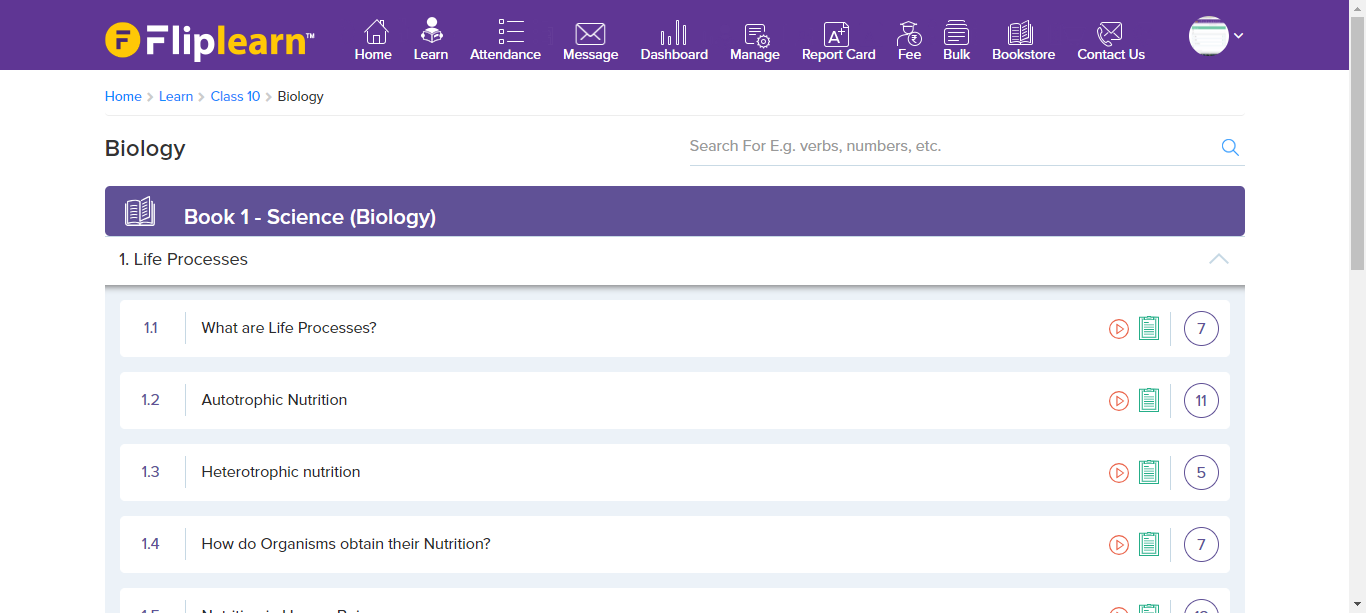 Fliplearn™
Home Learn Attendance Message Dashboard Manage Report Card Fee Bulk Bookstore Contact Us
Home > Learn > Class 10 > Biology
Biology
Search For E.g. verbs, numbers, etc.
Book 1 - Science (Biology)
1. Life Processes
1.1 What are Life Processes? 7
1.2 Autotrophic Nutrition 11
1.3 Heterotrophic nutrition 5
1.4 How do Organisms obtain their Nutrition? 7